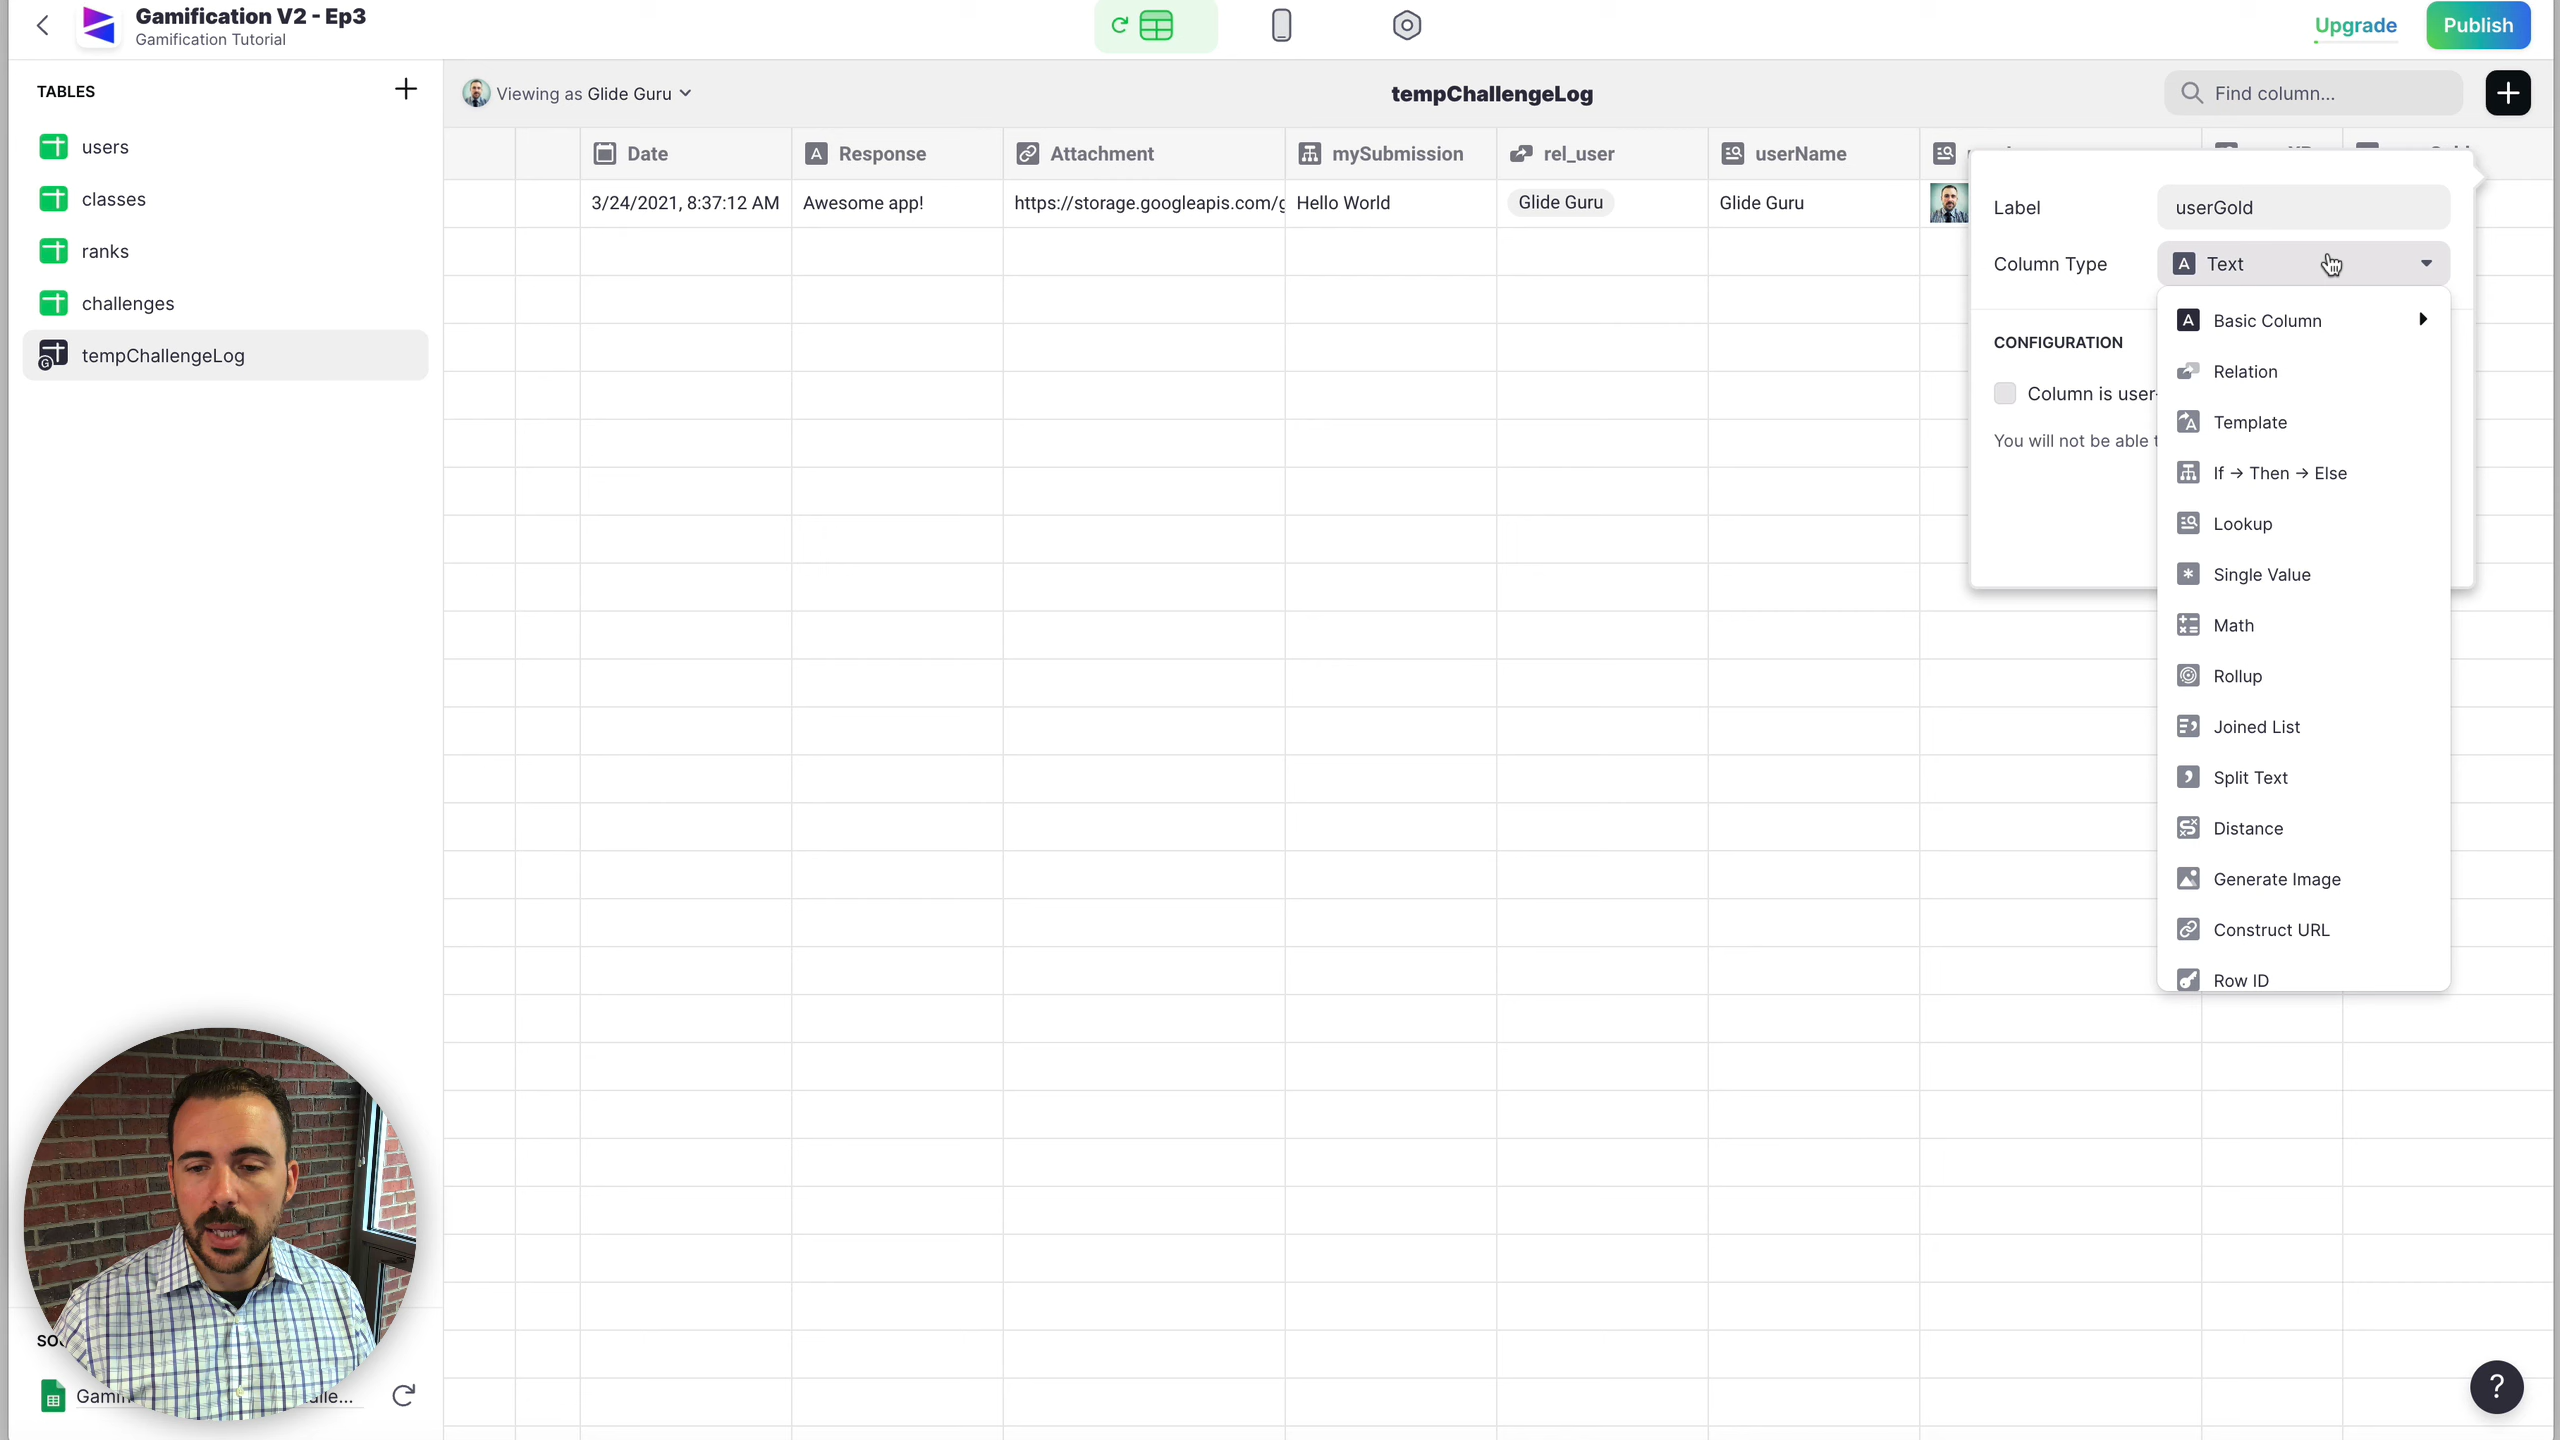 Gamification V2 - Ep3
Gamification Tutorial
Upgrade
Publish
TABLES
users
classes
ranks
challenges
tempChallengeLog
Viewing as Glide Guru
tempChallengeLog
Find column...
Date
Response
Attachment
mySubmission
rel_user
userName
3/24/2021, 8:37:12 AM
Awesome app!
https://storage.googleapis.com/g
Hello World
Glide Guru
Glide Guru
Label
userGold
Column Type
Text
CONFIGURATION
Column is user-
You will not be able t
Basic Column
Relation
Template
If → Then → Else
Lookup
Single Value
Math
Rollup
Joined List
Split Text
Distance
Generate Image
Construct URL
Row ID
?